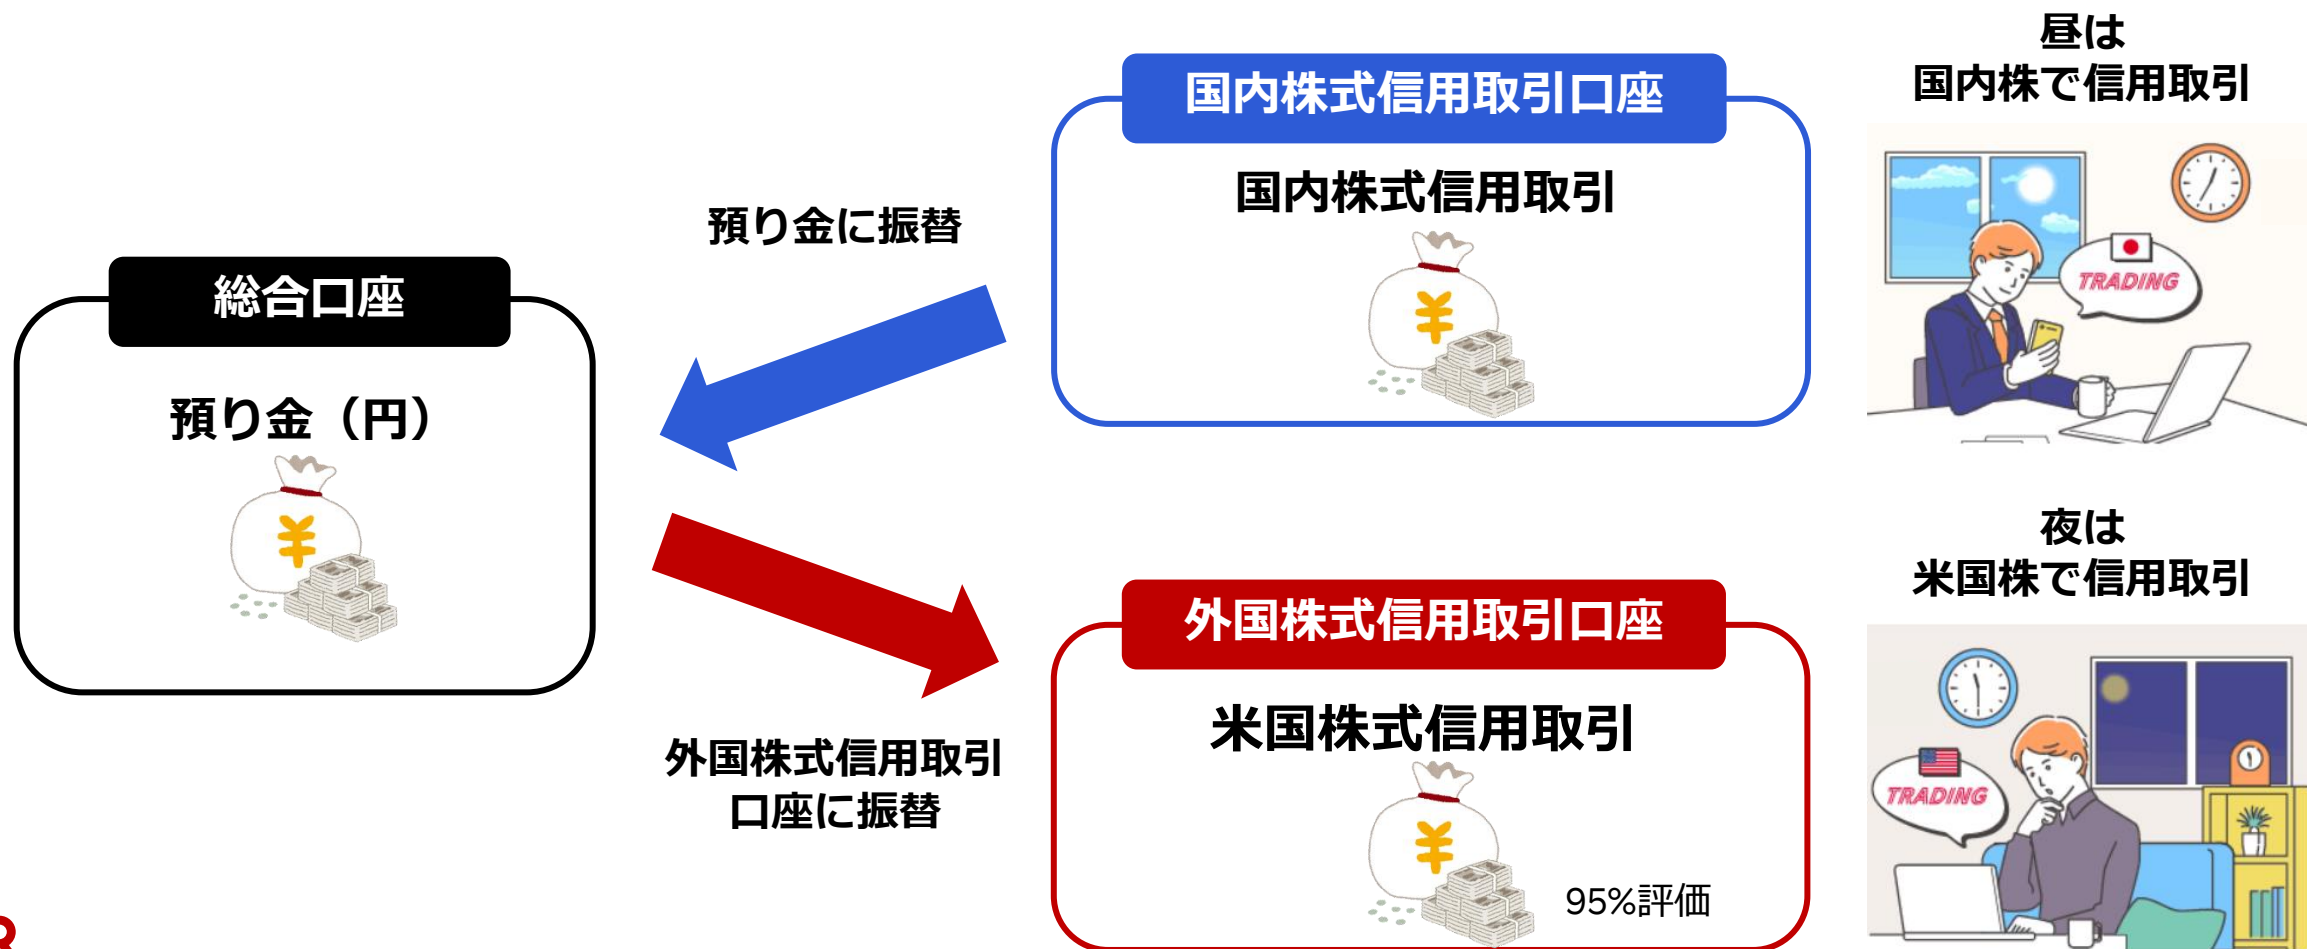 昼は
国内株で信用取引
国内株式信用取引口座
国内株式信用取引
¥
TRADING
預り金に振替
総合口座
預り金（円）
¥
夜は
米国株で信用取引
外国株式信用取引口座
米国株式信用取引
¥
95%評価
TRADING
外国株式信用取引
口座に振替